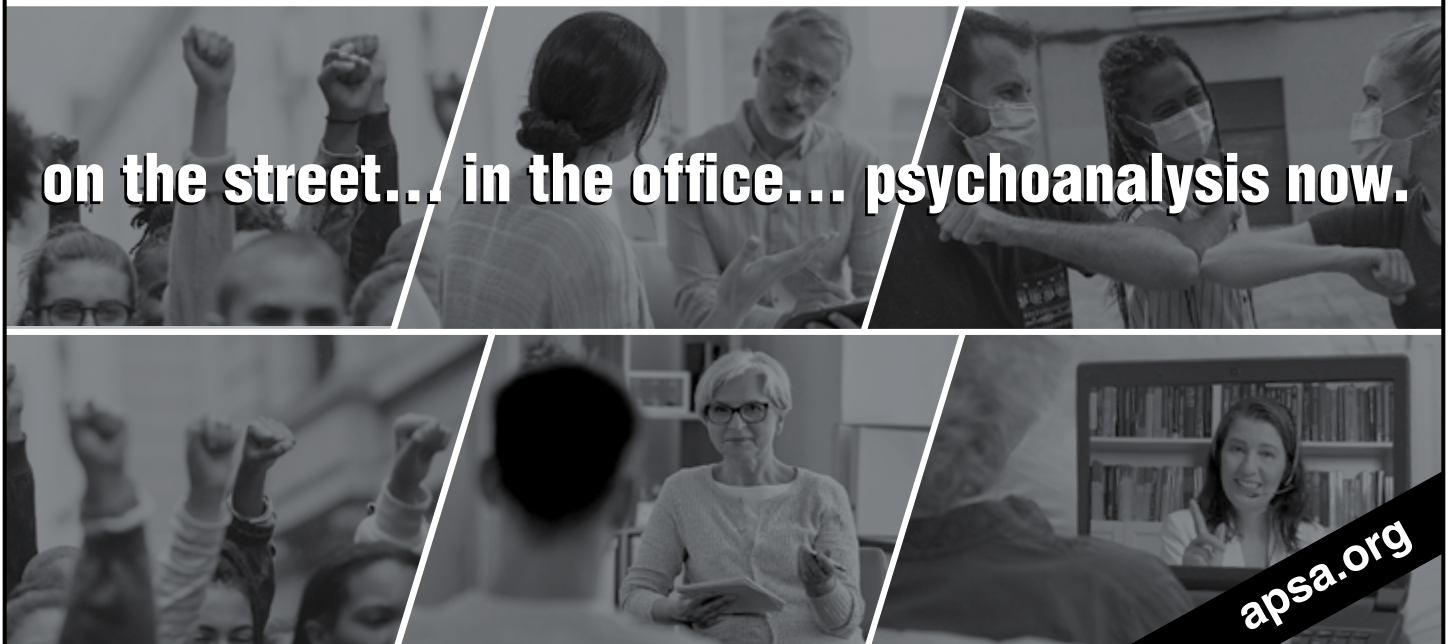 on the street… in the office… psychoanalysis now.
apsa.org